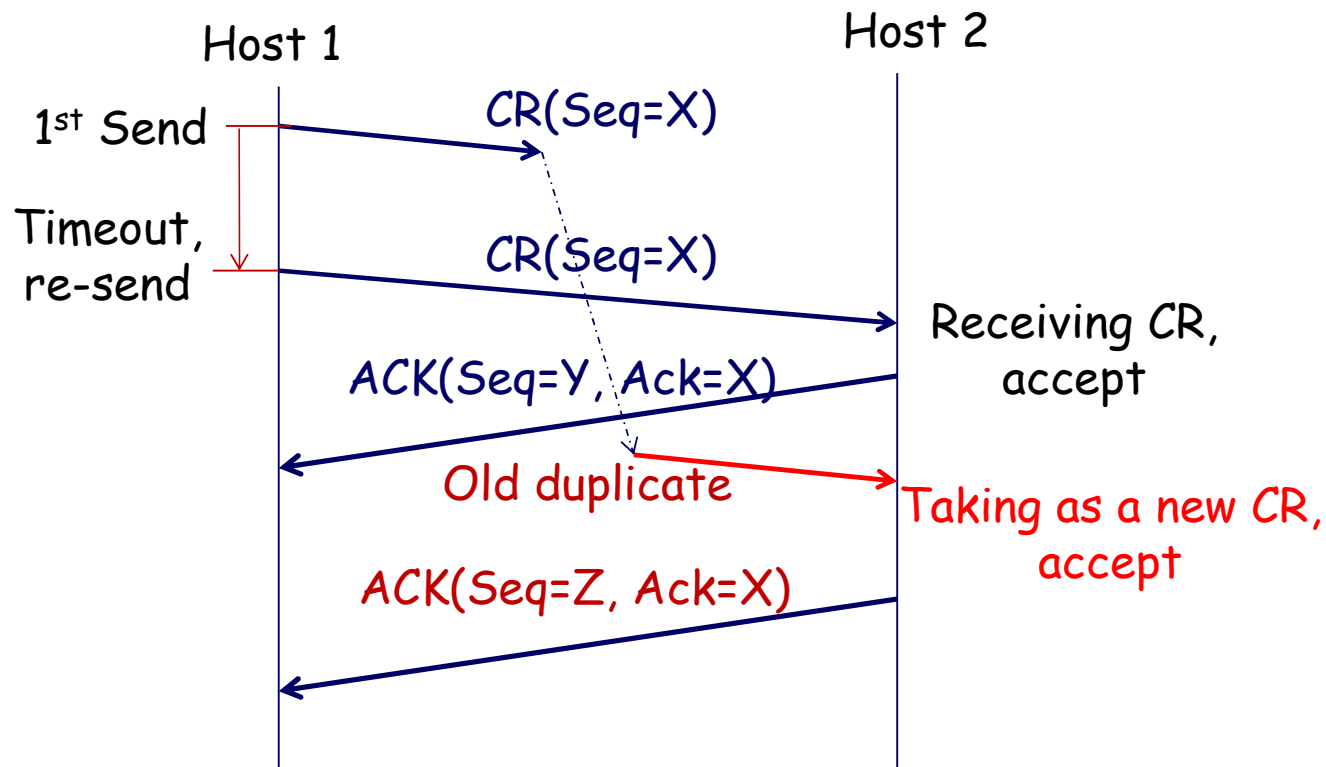 Host 1
Host 2
1st Send
CR(Seq=X)
Timeout,
re-send
CR(Seq=X)
Receiving CR,
accept
ACK(Seq=Y, Ack=X)
Old duplicate
Taking as a new CR,
accept
ACK(Seq=Z, Ack=X)